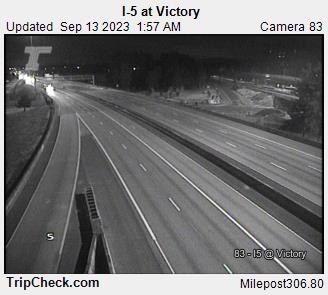 I-5 at Victory
Updated Sep 13 2023 1:57 AM Camera 83
S
83 - I5 @ Victory
TripCheck.com Milepost306.80